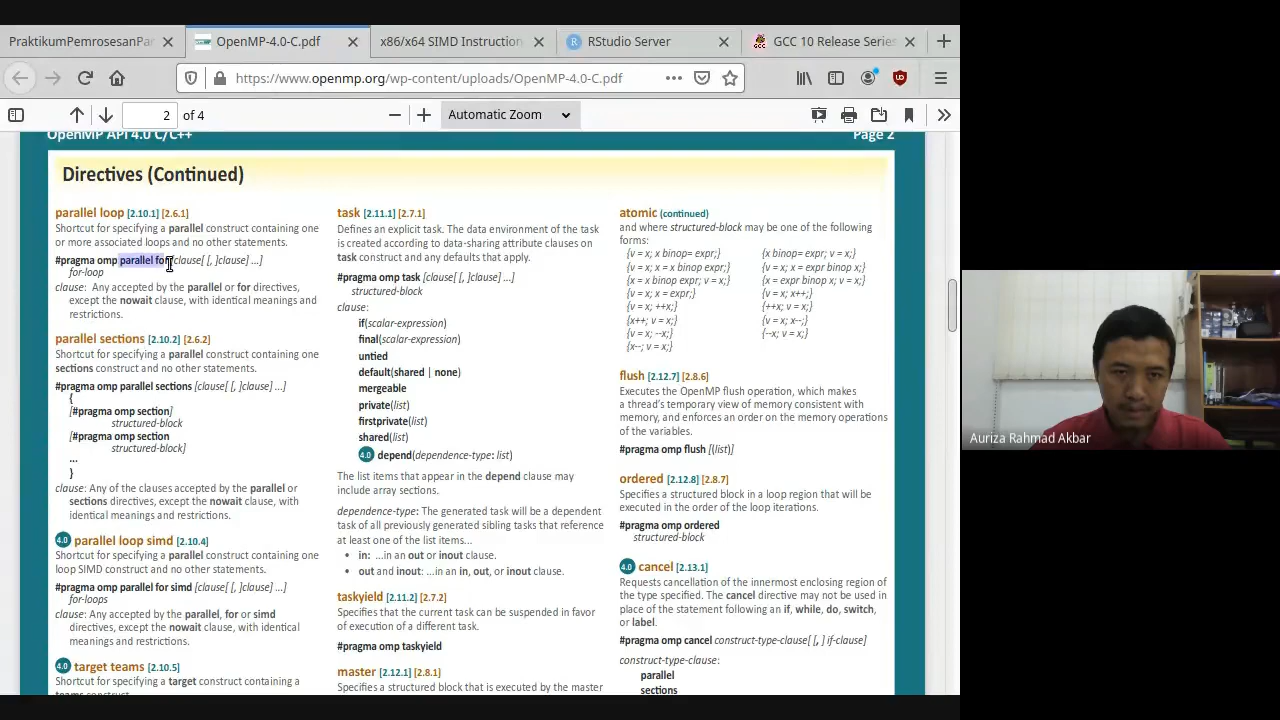 PraktikumPemrosesanPar
OpenMP-4.0-C.pdf
x86/x64 SIMD Instruction
RStudio Server
GCC 10 Release Series
https://www.openmp.org/wp-content/uploads/OpenMP-4.0-C.pdf
2
of 4
Automatic Zoom
OpenMP API 4.0 C/C++
Page 2
Directives (Continued)
parallel loop [2.10.1] [2.6.1]
Shortcut for specifying a parallel construct containing one
or more associated loops and no other statements.
#pragma omp parallel for [clause[ [, ]clause] ...]
for-loop
clause: Any accepted by the parallel or for directives,
except the nowait clause, with identical meanings and
restrictions.
parallel sections [2.10.2] [2.6.2]
Shortcut for specifying a parallel construct containing one
sections construct and no other statements.
#pragma omp parallel sections [clause[ [, ]clause] ...]
{
[#pragma omp section]
structured-block
[#pragma omp section
structured-block]
...
}
clause: Any of the clauses accepted by the parallel or
sections directives, except the nowait clause, with
identical meanings and restrictions.
4.0 parallel loop simd [2.10.4]
Shortcut for specifying a parallel construct containing one
loop SIMD construct and no other statements.
#pragma omp parallel for simd [clause[ [, ]clause] ...]
for-loops
clause: Any accepted by the parallel, for or simd
directives, except the nowait clause, with identical
meanings and restrictions.
4.0 target teams [2.10.5]
Shortcut for specifying a target construct containing a
teams construct.
task [2.11.1] [2.7.1]
Defines an explicit task. The data environment of the task
is created according to data-sharing attribute clauses on
task construct and any defaults that apply.
#pragma omp task [clause[ [, ]clause] ...]
structured-block
clause:
if(scalar-expression)
final(scalar-expression)
untied
default(shared | none)
mergeable
private(list)
firstprivate(list)
shared(list)
4.0 depend(dependence-type: list)
The list items that appear in the depend clause may
include array sections.
dependence-type: The generated task will be a dependent
task of all previously generated sibling tasks that reference
at least one of the list items...
• in: ...in an out or inout clause.
• out and inout: ...in an in, out, or inout clause.
taskyield [2.11.2] [2.7.2]
Specifies that the current task can be suspended in favor
of execution of a different task.
#pragma omp taskyield
master [2.12.1] [2.8.1]
Specifies a structured block that is executed by the master
atomic (continued)
and where structured-block may be one of the following
forms:
{v = x; x binop= expr;} {x binop= expr; v = x;}
{v = x; x = x binop expr;} {v = x; x = expr binop x;}
{x = x binop expr; v = x;} {x = expr binop x; v = x;}
{v = x; x = expr;} {v = x; x++;}
{v = x; ++x;} {++x; v = x;}
{x++; v = x;} {v = x; x--;}
{v = x; --x;} {--x; v = x;}
{x--; v = x;}
flush [2.12.7] [2.8.6]
Executes the OpenMP flush operation, which makes
a thread's temporary view of memory consistent with
memory, and enforces an order on the memory operations
of the variables.
#pragma omp flush [(list)]
ordered [2.12.8] [2.8.7]
Specifies a structured block in a loop region that will be
executed in the order of the loop iterations.
#pragma omp ordered
structured-block
4.0 cancel [2.13.1]
Requests cancellation of the innermost enclosing region of
the type specified. The cancel directive may not be used in
place of the statement following an if, while, do, switch,
or label.
#pragma omp cancel construct-type-clause[ [, ] if-clause]
construct-type-clause:
parallel
sections
Auriza Rahmad Akbar